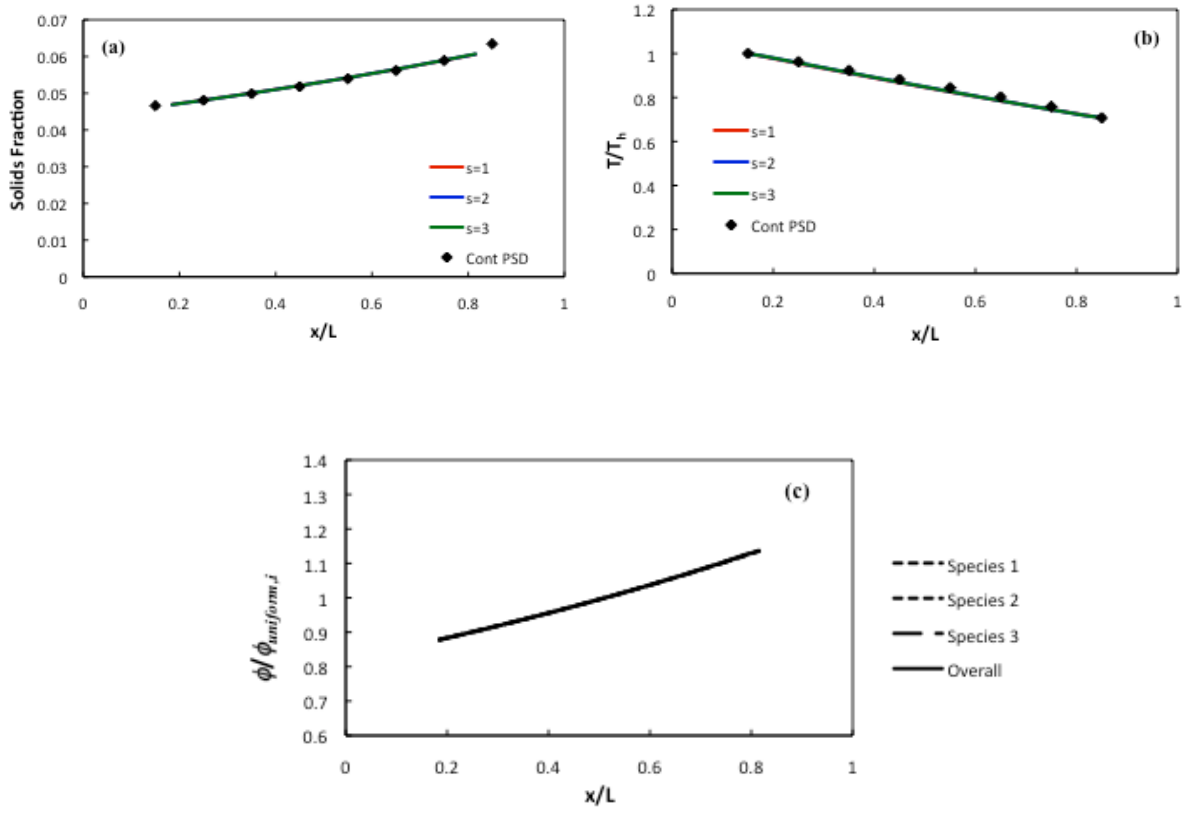 (a)
0.07
0.06
0.05
0.04
0.03
0.02
0.01
0
Solids Fraction
s=1
s=2
s=3
Cont PSD
0 0.2 0.4 0.6 0.8 1
x/L
(b)
1.2
1
0.8
0.6
0.4
0.2
0
T/Th
s=1
s=2
s=3
Cont PSD
0 0.2 0.4 0.6 0.8 1
x/L
(c)
1.4
1.3
1.2
1.1
1
0.9
0.8
0.7
0.6
ϕ/ϕuniform,i
Species 1
Species 2
Species 3
Overall
0 0.2 0.4 0.6 0.8 1
x/L